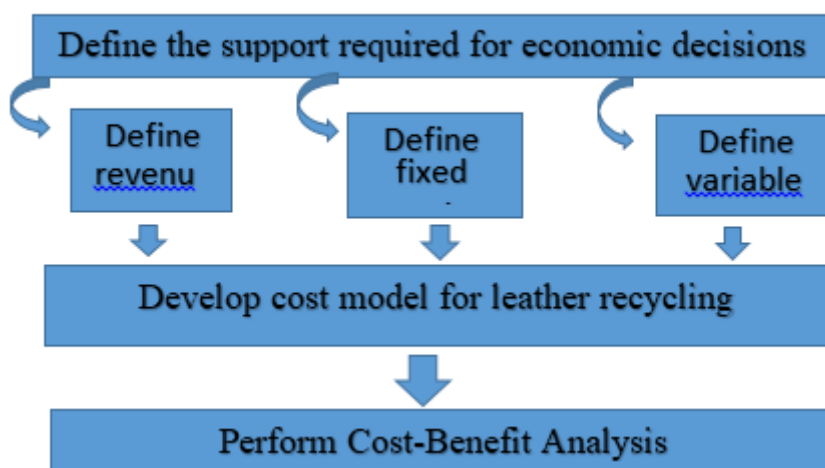 Define the support required for economic decisions
Define
revenu
Define
fixed
Define
variable
Develop cost model for leather recycling
Perform Cost-Benefit Analysis